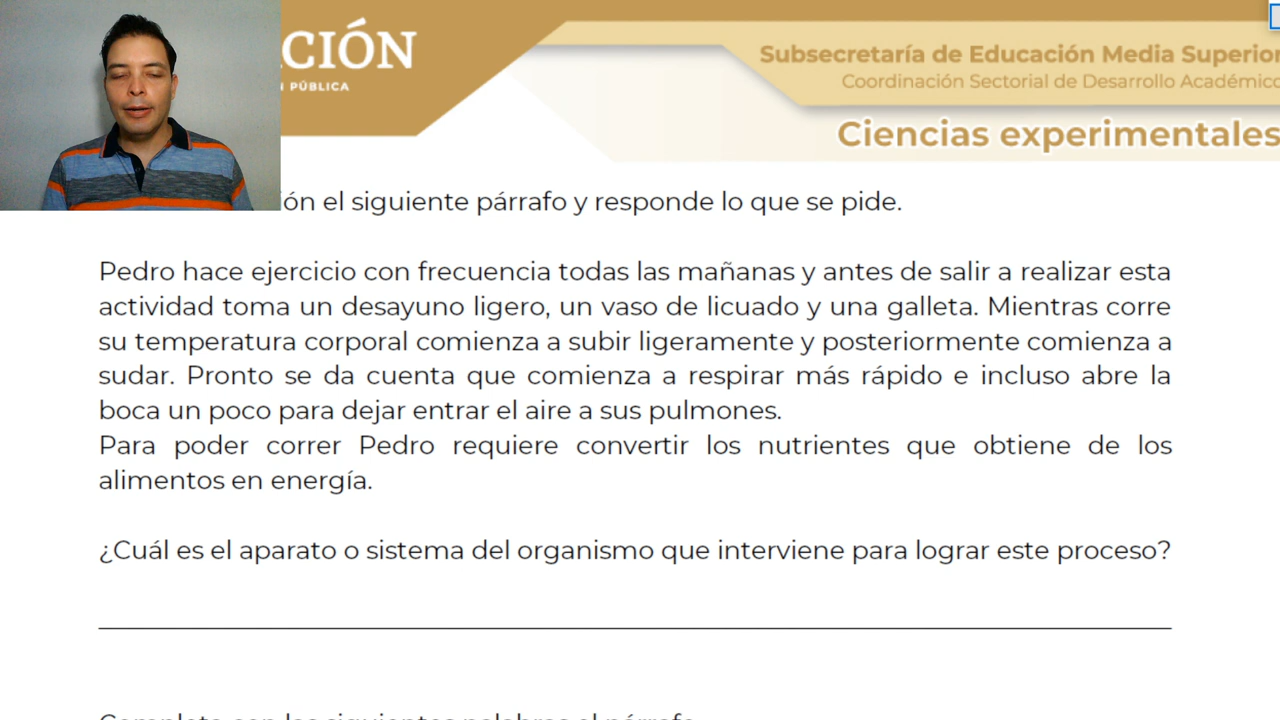 CIÓN
PÚBLICA
Subsecretaría de Educación Media Superior
Coordinación Sectorial de Desarrollo Académico
Ciencias experimentales
el siguiente párrafo y responde lo que se pide.
Pedro hace ejercicio con frecuencia todas las mañanas y antes de salir a realizar esta
actividad toma un desayuno ligero, un vaso de licuado y una galleta. Mientras corre
su temperatura corporal comienza a subir ligeramente y posteriormente comienza a
sudar. Pronto se da cuenta que comienza a respirar más rápido e incluso abre la
boca un poco para dejar entrar el aire a sus pulmones.
Para poder correr Pedro requiere convertir los nutrientes que obtiene de los
alimentos en energía.
¿Cuál es el aparato o sistema del organismo que interviene para lograr este proceso?